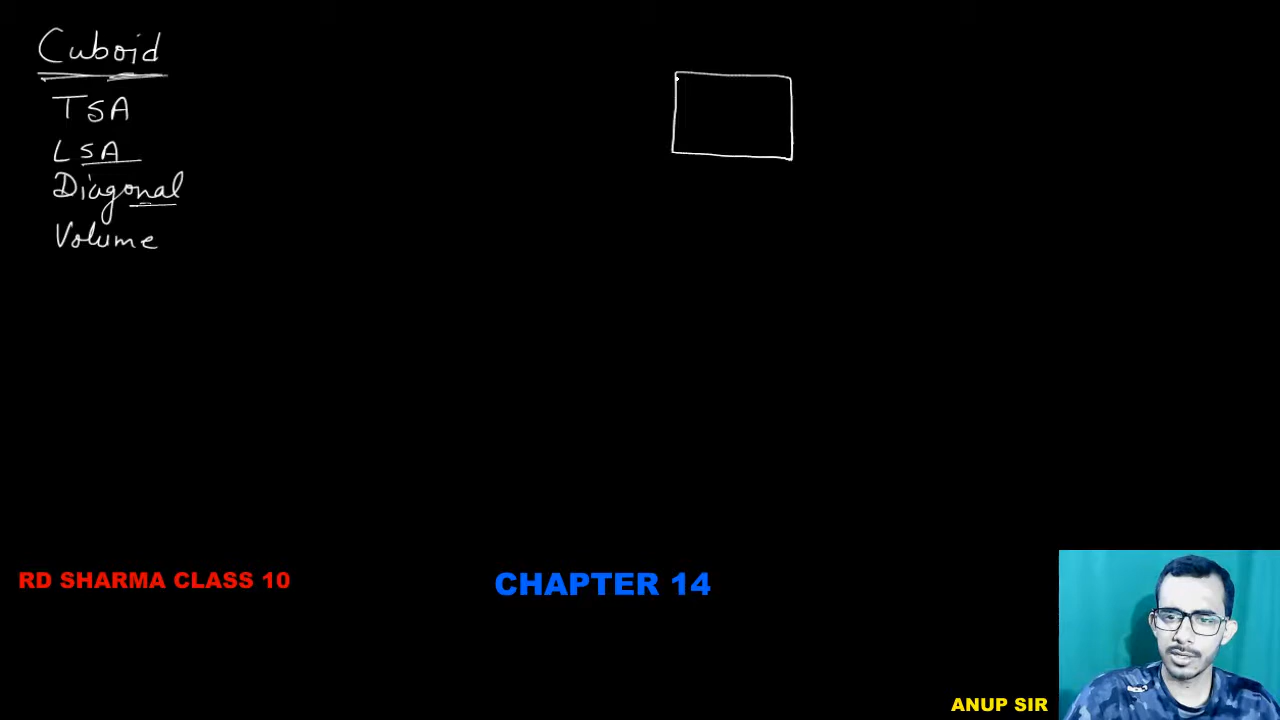 Cuboid
TSA
LSA
Diagonal
Volume
RD SHARMA CLASS 10
CHAPTER 14
ANUP SIR